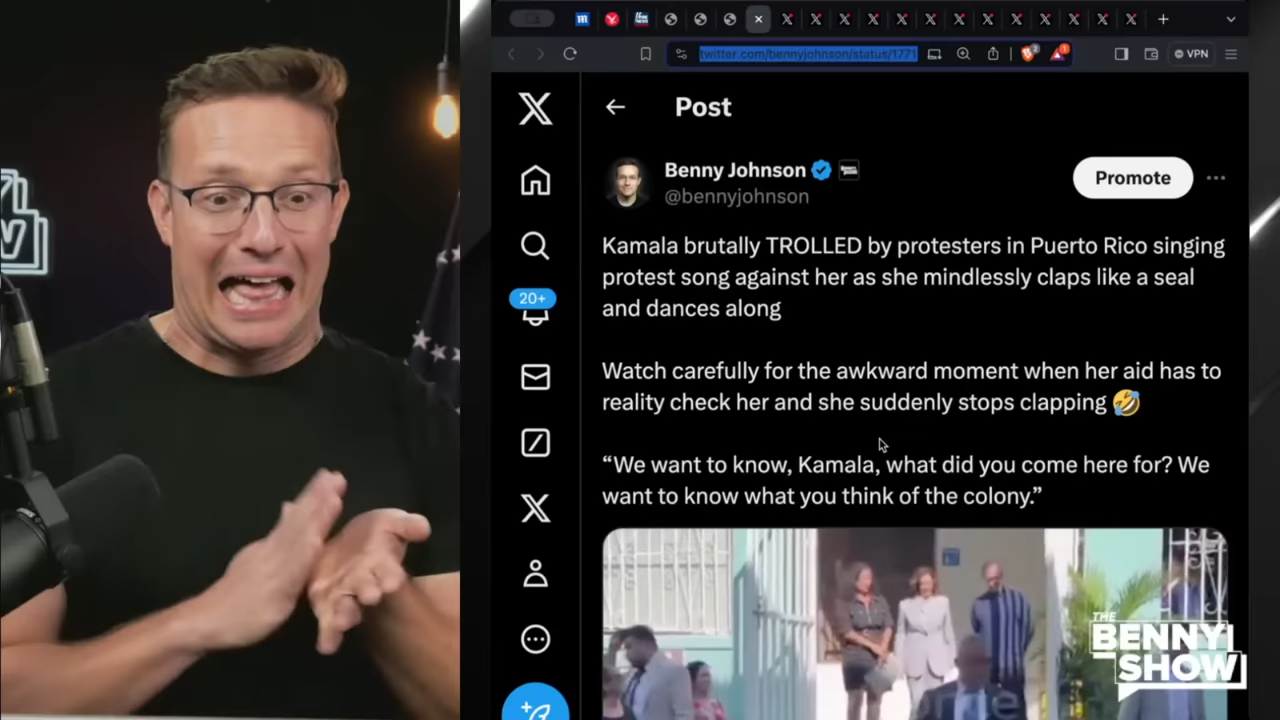 twitter.com/bennyjohnson/status/1771
VPN
Post
Benny Johnson
@bennyjohnson
Promote
Kamala brutally TROLLED by protesters in Puerto Rico singing
protest song against her as she mindlessly claps like a seal
and dances along
20+
Watch carefully for the awkward moment when her aid has to
reality check her and she suddenly stops clapping
“We want to know, Kamala, what did you come here for? We
want to know what you think of the colony.”
THE
BENNY
SHOW